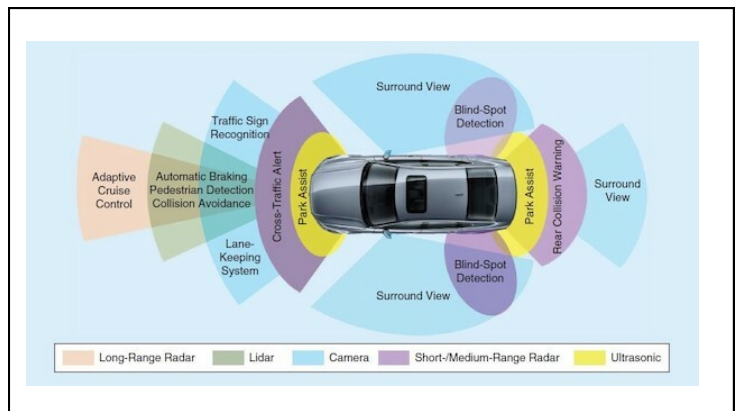 Surround View
Blind-Spot
Detection
Traffic Sign
Recognition
Adaptive
Cruise
Control
Automatic Braking
Pedestrian Detection
Collision Avoidance
Cross-Traffic Alert
Park Assist
Park Assist
Rear Collision Warning
Surround
View
Lane-
Keeping
System
Blind-Spot
Detection
Surround View
Long-Range Radar
Lidar
Camera
Short-/Medium-Range Radar
Ultrasonic